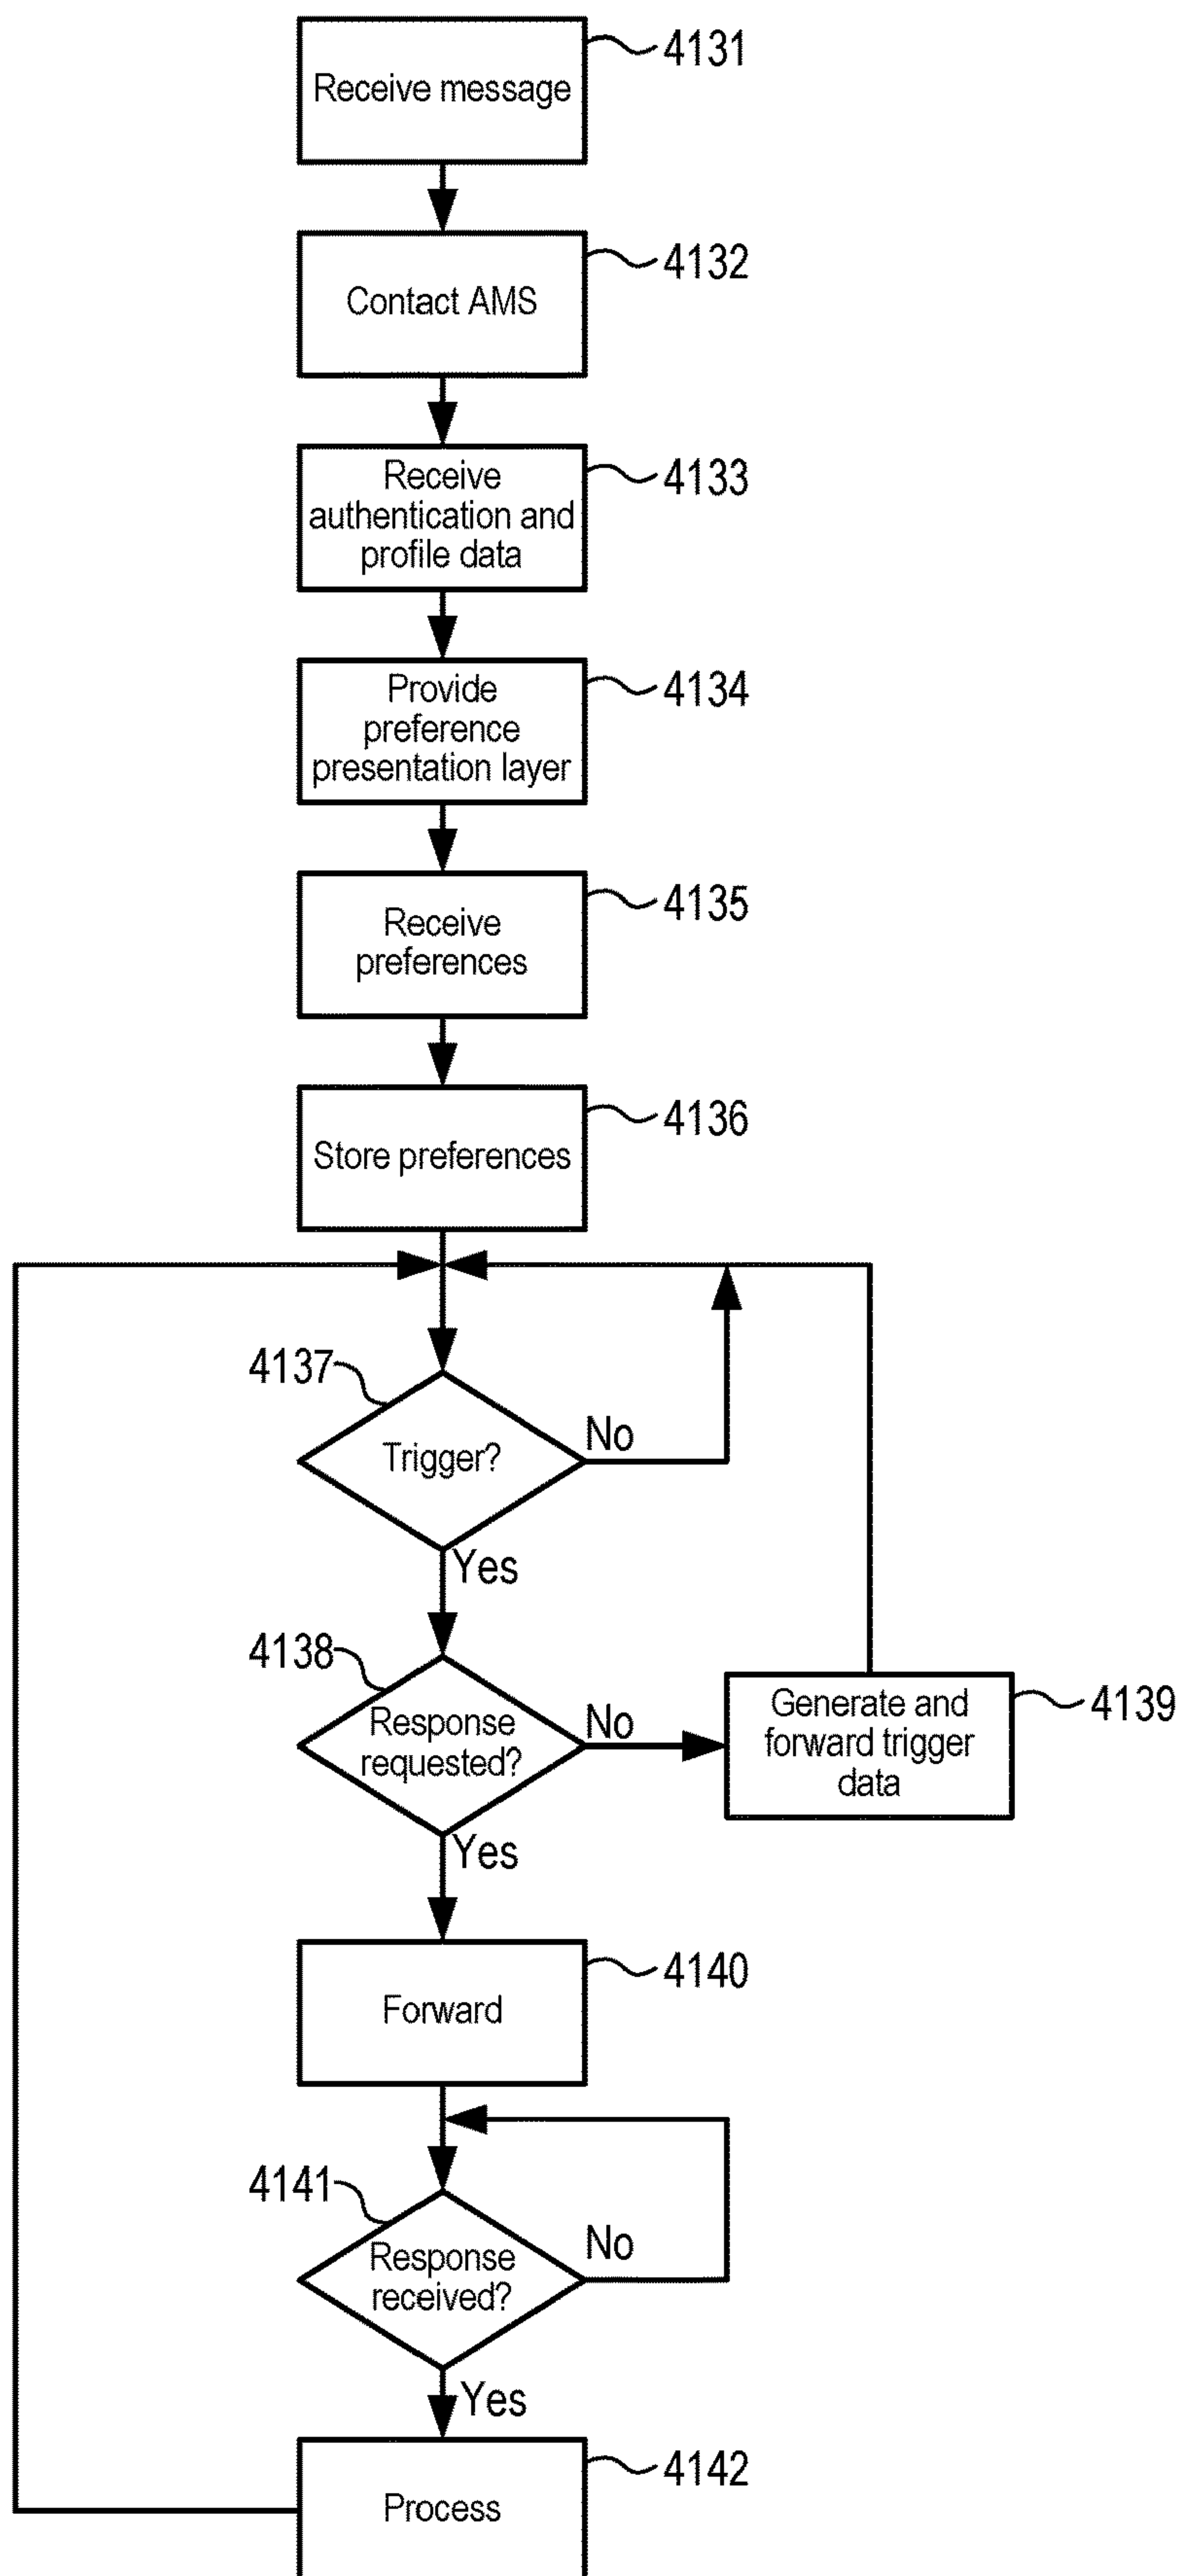 4131
Receive message
4132
Contact AMS
4133
Receive
authentication and
profile data
4134
Provide
preference
presentation layer
4135
Receive
preferences
4136
Store preferences
4137
Trigger?
No
Yes
4138
Response
requested?
No
Generate and
forward trigger
data
4139
Yes
4140
Forward
4141
Response
received?
No
Yes
4142
Process